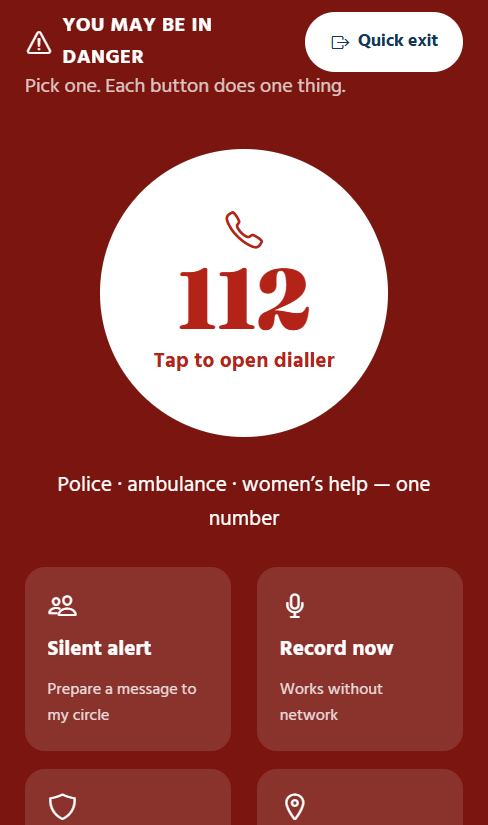 YOU MAY BE IN
DANGER
Quick exit
Pick one. Each button does one thing.
112
Tap to open dialler
Police · ambulance · women’s help — one
number
Silent alert
Prepare a message to
my circle
Record now
Works without
network